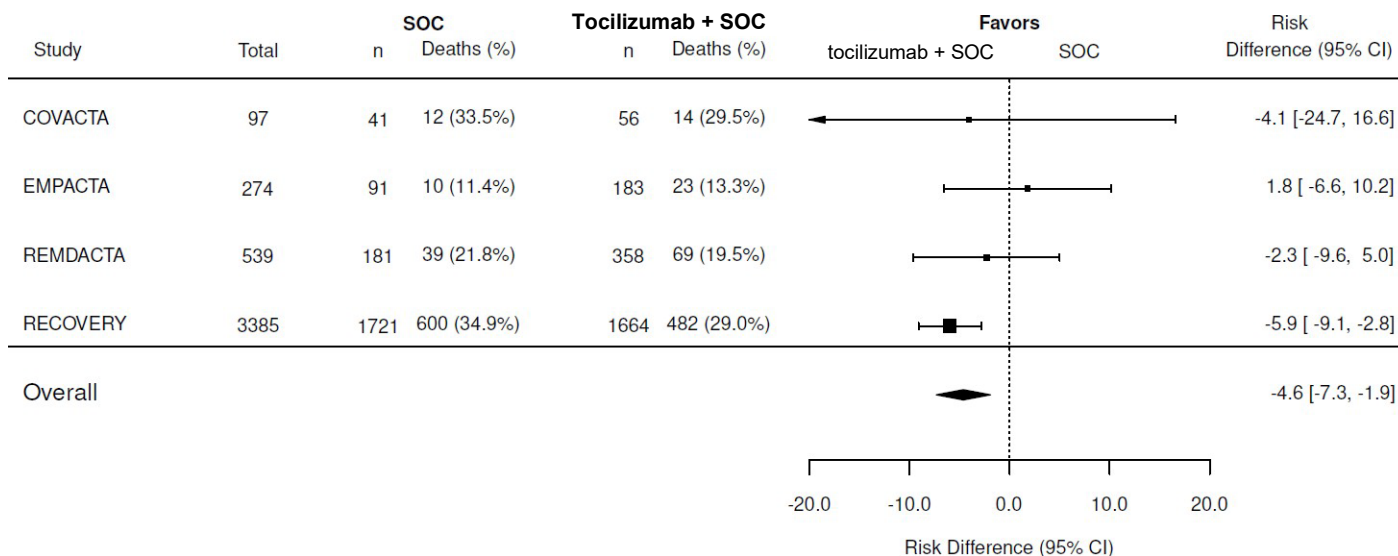 SOC Tocilizumab + SOC Favors Risk
Study Total n Deaths (%) n Deaths (%) tocilizumab + SOC SOC Difference (95% CI)
COVACTA 97 41 12 (33.5%) 56 14 (29.5%) -4.1 [-24.7, 16.6]
EMPACTA 274 91 10 (11.4%) 183 23 (13.3%) 1.8 [ -6.6, 10.2]
REMDACTA 539 181 39 (21.8%) 358 69 (19.5%) -2.3 [ -9.6, 5.0]
RECOVERY 3385 1721 600 (34.9%) 1664 482 (29.0%) -5.9 [ -9.1, -2.8]
Overall -4.6 [-7.3, -1.9]
-20.0 -10.0 0.0 10.0 20.0
Risk Difference (95% CI)